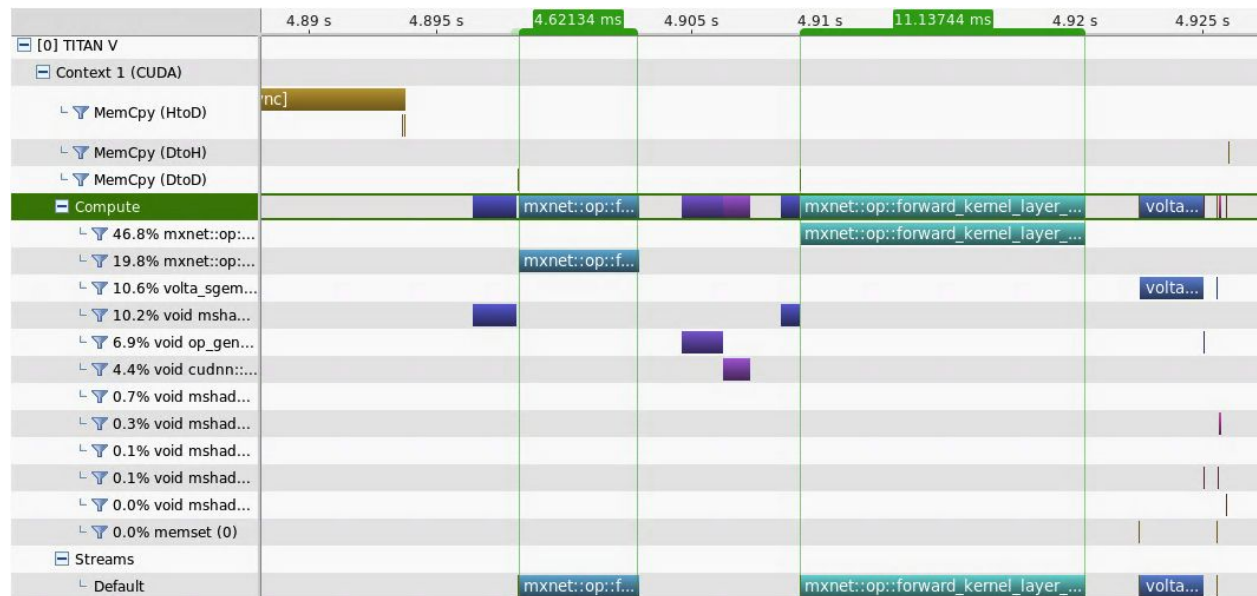 4.89 s 4.895 s 4.62134 ms 4.905 s 4.91 s 11.13744 ms 4.92 s 4.925 s
[0] TITAN V
Context 1 (CUDA)
nc]
MemCpy (HtoD)
MemCpy (DtoH)
MemCpy (DtoD)
Compute mxnet::op::f... mxnet::op::forward_kernel_layer_... volta...
46.8% mxnet::op:... mxnet::op::forward_kernel_layer_...
19.8% mxnet::op:... mxnet::op::f...
10.6% volta_sgem... volta...
10.2% void msha...
6.9% void op_gen...
4.4% void cudnn::...
0.7% void mshad...
0.3% void mshad...
0.1% void mshad...
0.1% void mshad...
0.0% void mshad...
0.0% memset (0)
Streams
Default mxnet::op::f... mxnet::op::forward_kernel_layer_... volta...